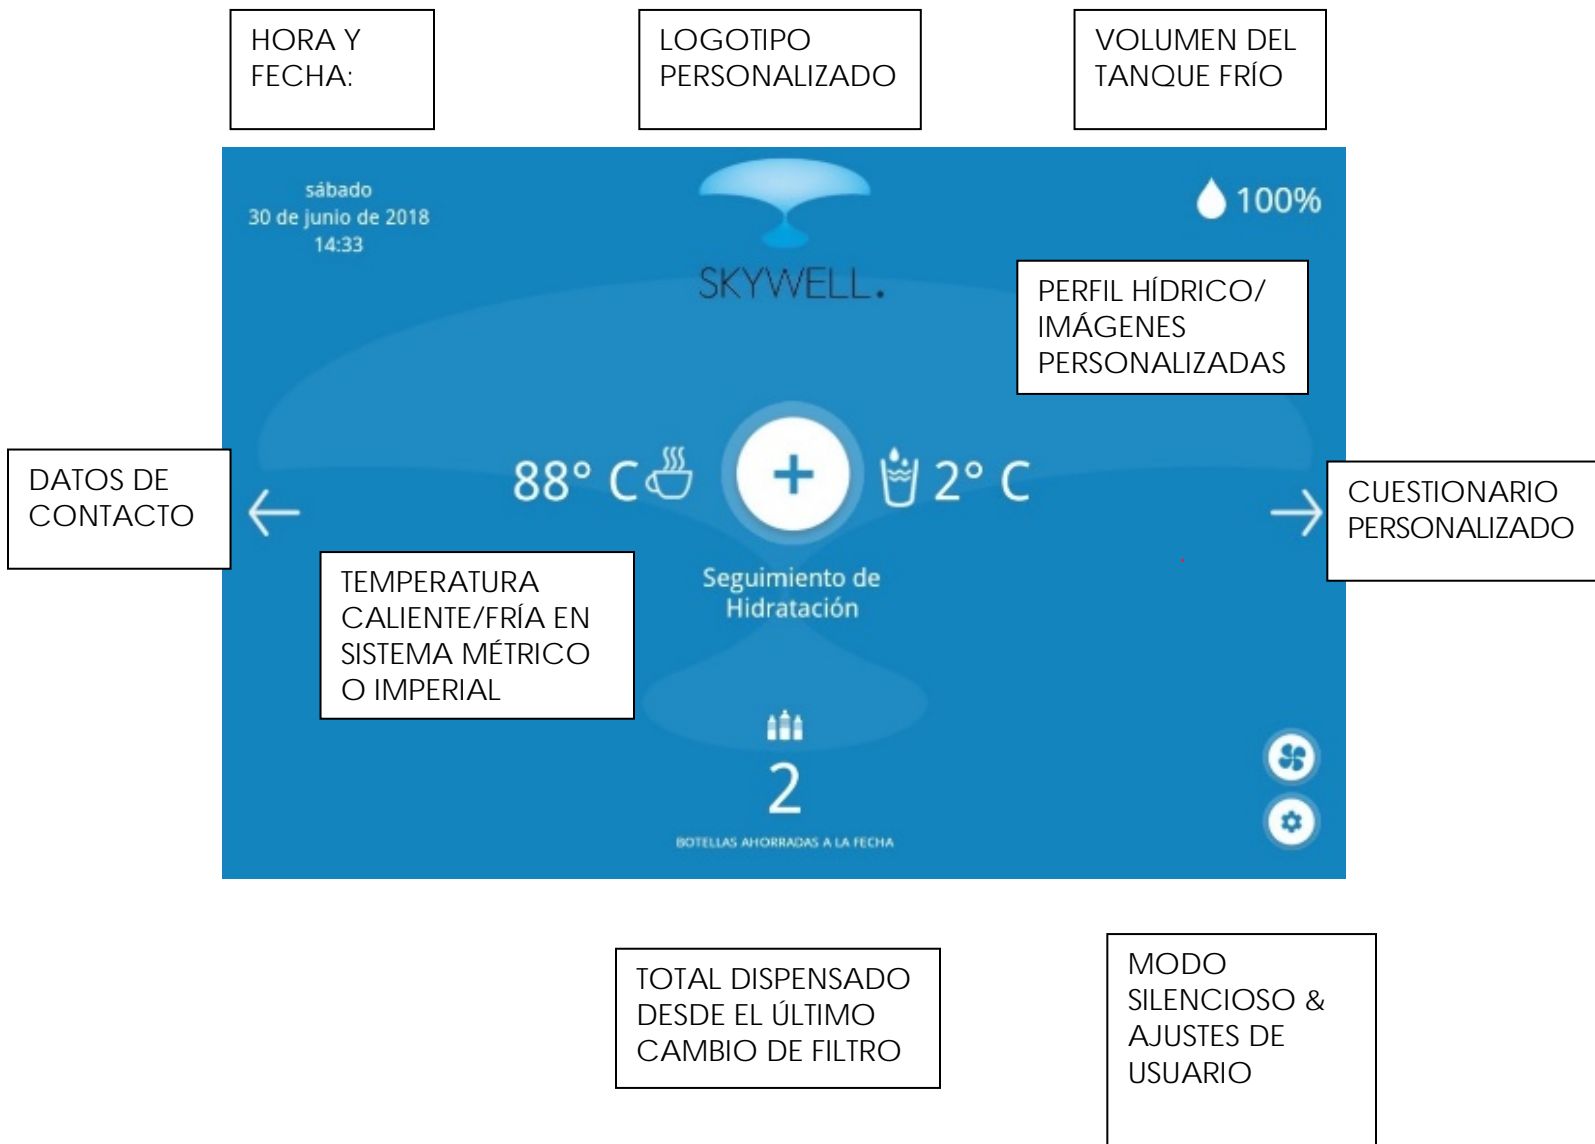 HORA Y
FECHA:
LOGOTIPO
PERSONALIZADO
VOLUMEN DEL
TANQUE FRÍO
sábado
30 de junio de 2018
14:33
SKYWELL.
100%
PERFIL HÍDRICO/
IMÁGENES
PERSONALIZADAS
DATOS DE
CONTACTO
88° C
+
2° C
CUESTIONARIO
PERSONALIZADO
TEMPERATURA
CALIENTE/FRÍA EN
SISTEMA MÉTRICO
O IMPERIAL
Seguimiento de
Hidratación
2
BOTELLAS AHORRADAS A LA FECHA
TOTAL DISPENSADO
DESDE EL ÚLTIMO
CAMBIO DE FILTRO
MODO
SILENCIOSO &
AJUSTES DE
USUARIO